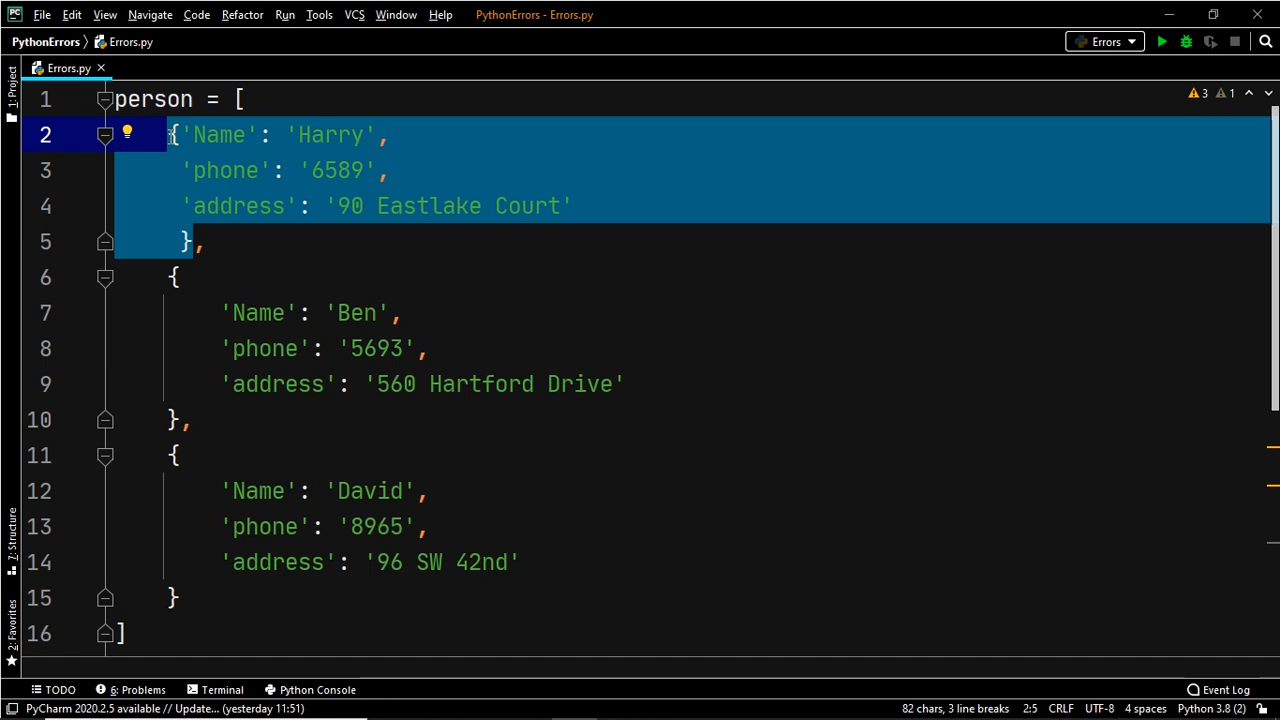 PC File Edit View Navigate Code Refactor Run Tools VCS Window Help PythonErrors - Errors.py
PythonErrors Errors.py Errors
Errors.py
1: Project
3 1
1 person = [
2 {'Name': 'Harry',
3 'phone': '6589',
4 'address': '90 Eastlake Court'
5 },
6 {
7 'Name': 'Ben',
8 'phone': '5693',
9 'address': '560 Hartford Drive'
10 },
11 {
12 'Name': 'David',
13 'phone': '8965',
14 'address': '96 SW 42nd'
15 }
16 ]
7: Structure
2: Favorites
TODO 6: Problems Terminal Python Console Event Log
PyCharm 2020.2.5 available // Update... (yesterday 11:51) 82 chars, 3 line breaks 2:5 CRLF UTF-8 4 spaces Python 3.8 (2)